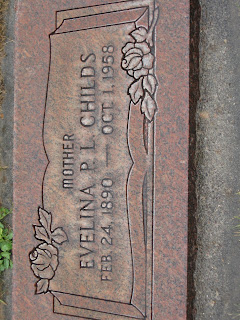 MOTHER
EVELINA P. L. CHILDS
FEB. 24, 1890 — OCT. 1, 1958